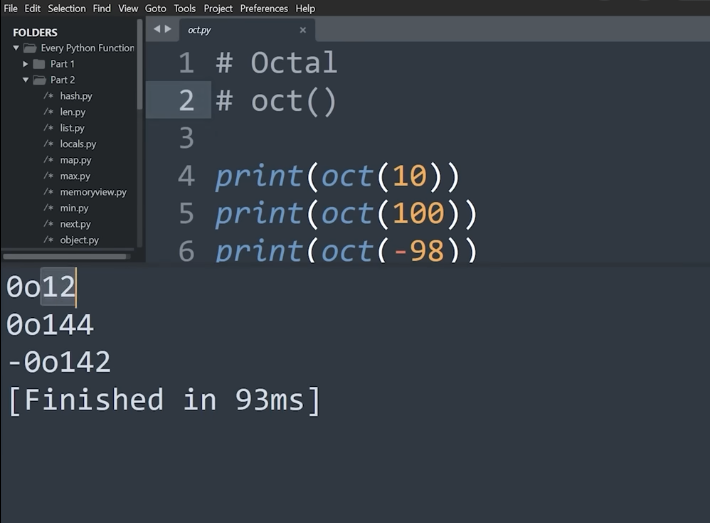 File Edit Selection Find View Goto Tools Project Preferences Help
FOLDERS
Every Python Function
Part 1
Part 2
/* hash.py
/* len.py
/* list.py
/* locals.py
/* map.py
/* max.py
/* memoryview.py
/* min.py
/* next.py
/* object.py
oct.py ×
1 # Octal
2 # oct()
3
4 print(oct(10))
5 print(oct(100))
6 print(oct(-98))
0o12
0o144
-0o142
[Finished in 93ms]